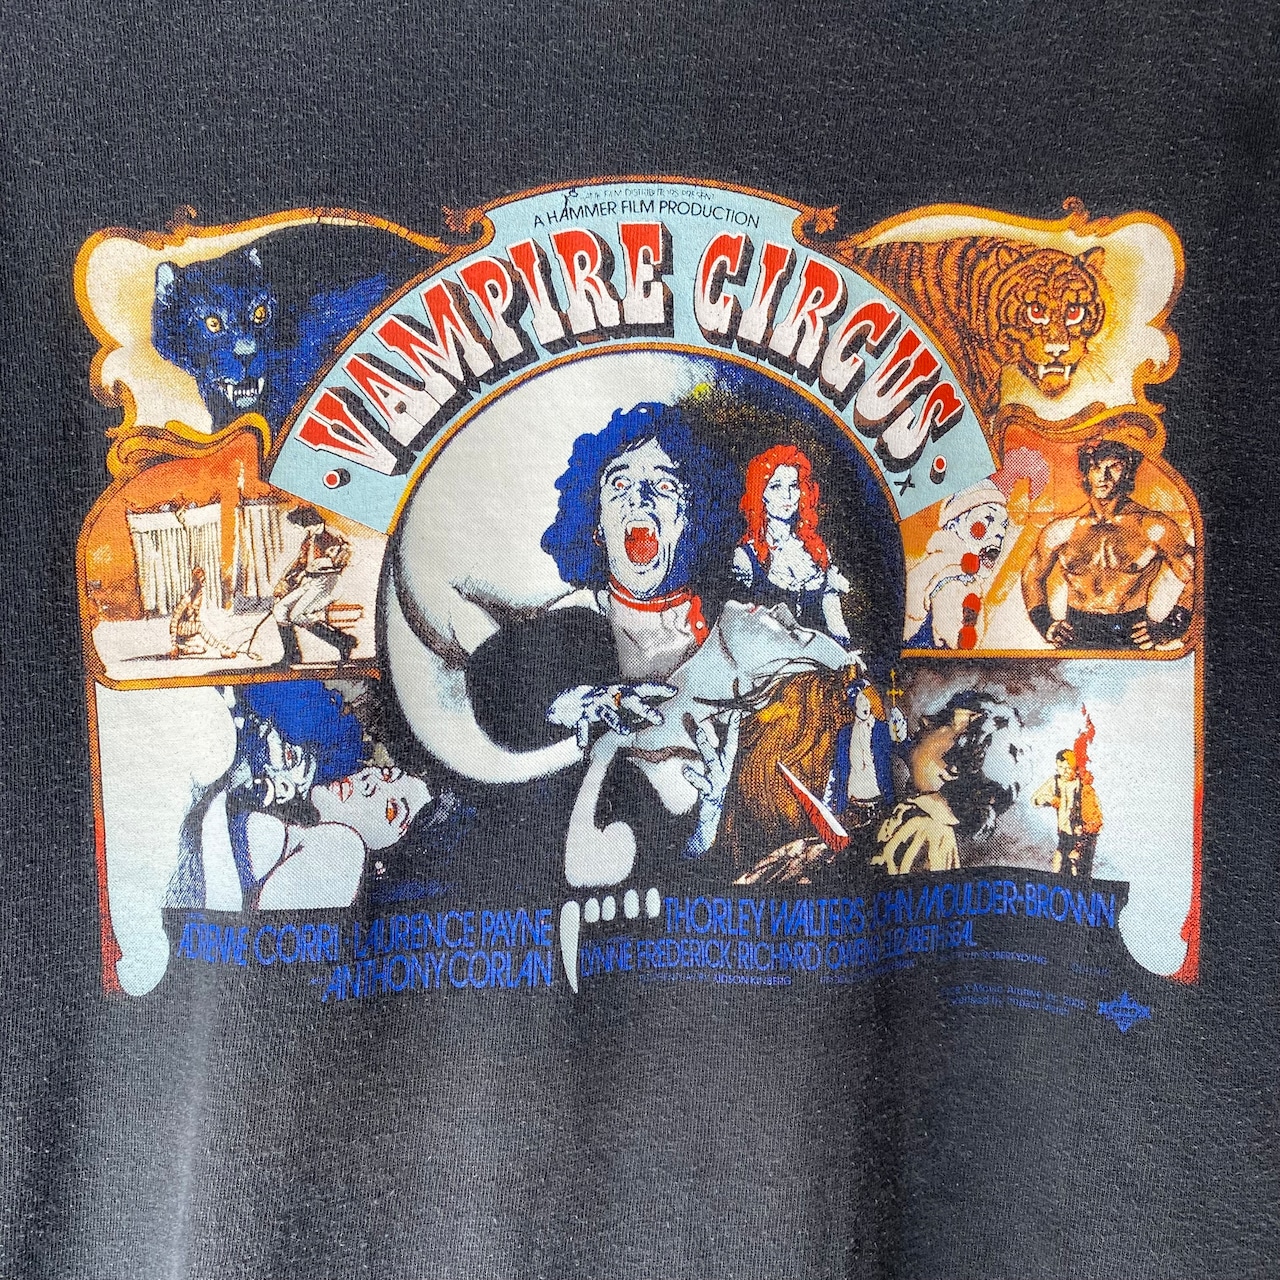 A HAMMER FILM PRODUCTION
VAMPIRE CIRCUS
X
ADRIENNE CORRI · LAURENCE PAYNE
THORLEY WALTERS · JOHN MOULDER-BROWN
ANTHONY CORLAN
LYNNE FREDERICK · RICHARD OWENS · ELIZABETH SEAL